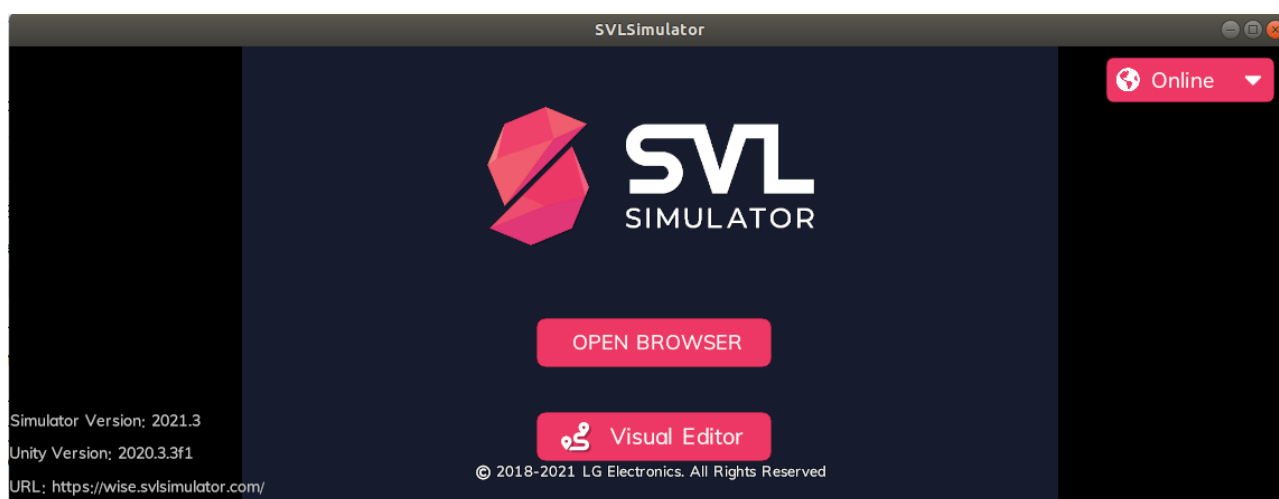 SVLSimulator
Online
SVL
SIMULATOR
OPEN BROWSER
Visual Editor
© 2018-2021 LG Electronics. All Rights Reserved
Simulator Version: 2021.3
Unity Version: 2020.3.3f1
URL: https://wise.svlsimulator.com/